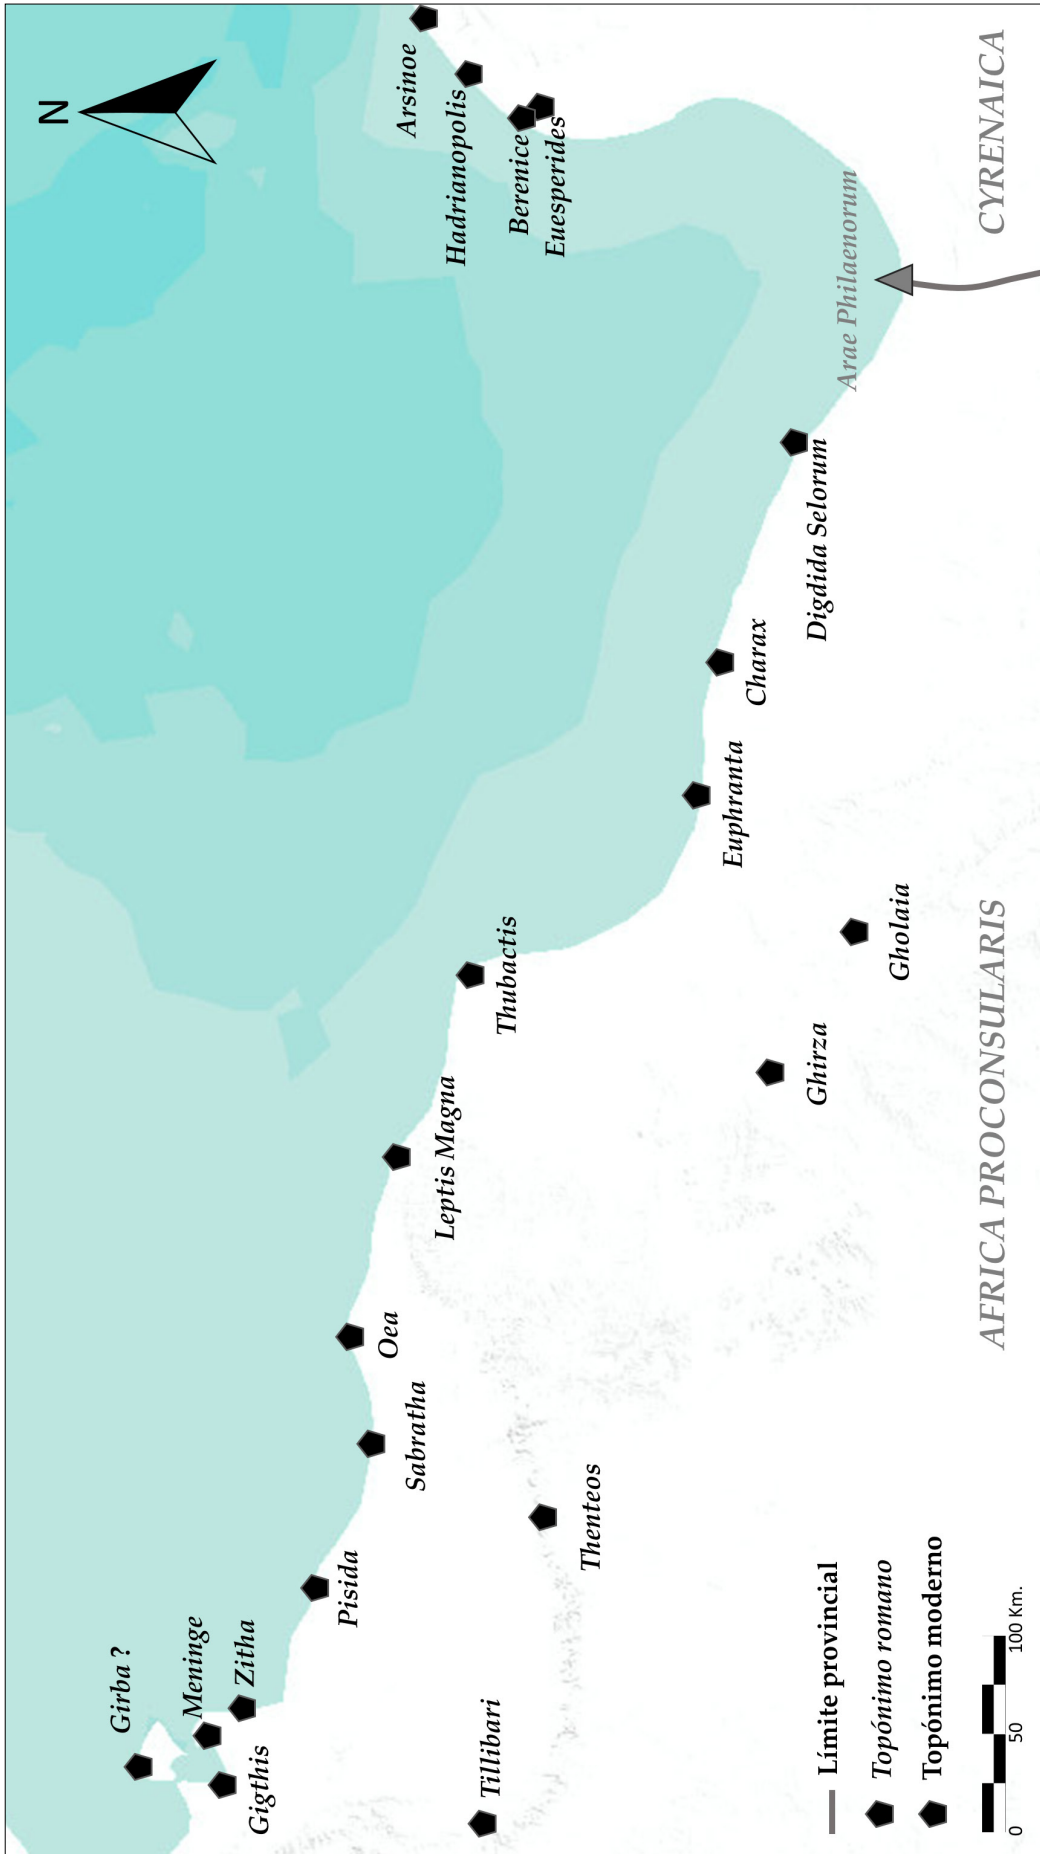 N
Arsinoe
Hadrianopolis
Berenice
Euesperides
CYRENAICA
Arae Philaenorum
Digdida Selorum
Charax
Euphranta
Gholaia
Thubactis
Ghirza
AFRICA PROCONSULARIS
Leptis Magna
Oea
Sabratha
Thenteos
Pisida
Zitha
Meninge
Girba ?
Gigthis
Tillibari
Límite provincial
Topónimo romano
Topónimo moderno
0 50 100 Km.